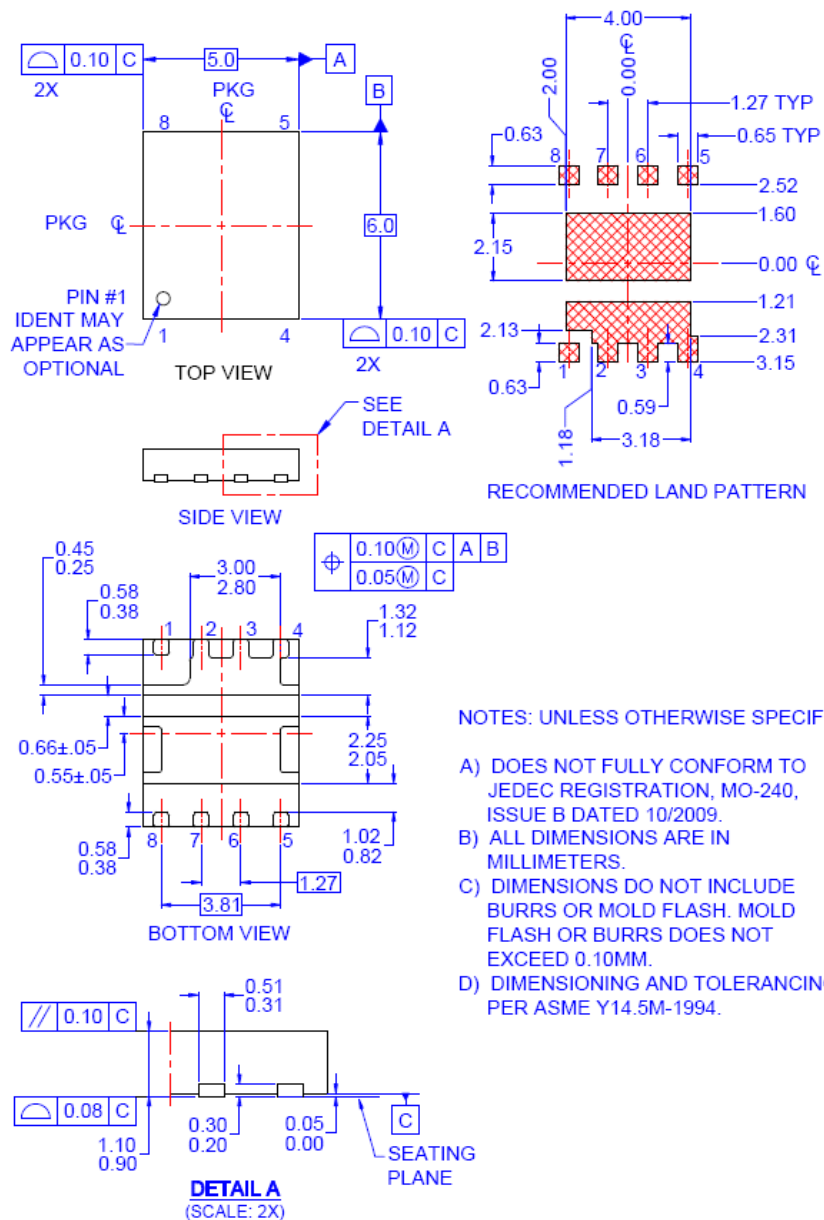 ⌓ 0.10 C
2X
5.0
A
PKG
℄
B
8
5
PKG ℄
6.0
PIN #1
IDENT MAY
APPEAR AS
OPTIONAL
1
4
⌓ 0.10 C
2X
TOP VIEW
4.00
℄
0.00
2.00
1.27 TYP
0.65 TYP
0.63
8
7
6
5
2.52
1.60
2.15
0.00 ℄
1.21
2.13
2.31
3.15
0.63
1
2
3
4
0.59
1.18
3.18
RECOMMENDED LAND PATTERN
SEE
DETAIL A
SIDE VIEW
⌖ 0.10Ⓜ C A B
0.05Ⓜ C
0.45
0.25
3.00
2.80
0.58
0.38
1.32
1.12
1
2
3
4
0.66±.05
0.55±.05
2.25
2.05
0.58
0.38
8
7
6
5
1.02
0.82
1.27
3.81
BOTTOM VIEW
NOTES: UNLESS OTHERWISE SPECIF
A) DOES NOT FULLY CONFORM TO
JEDEC REGISTRATION, MO-240,
ISSUE B DATED 10/2009.
B) ALL DIMENSIONS ARE IN
MILLIMETERS.
C) DIMENSIONS DO NOT INCLUDE
BURRS OR MOLD FLASH. MOLD
FLASH OR BURRS DOES NOT
EXCEED 0.10MM.
D) DIMENSIONING AND TOLERANCIN
PER ASME Y14.5M-1994.
0.51
0.31
// 0.10 C
⌓ 0.08 C
1.10
0.90
0.30
0.20
0.05
0.00
C
SEATING
PLANE
DETAIL A
(SCALE: 2X)